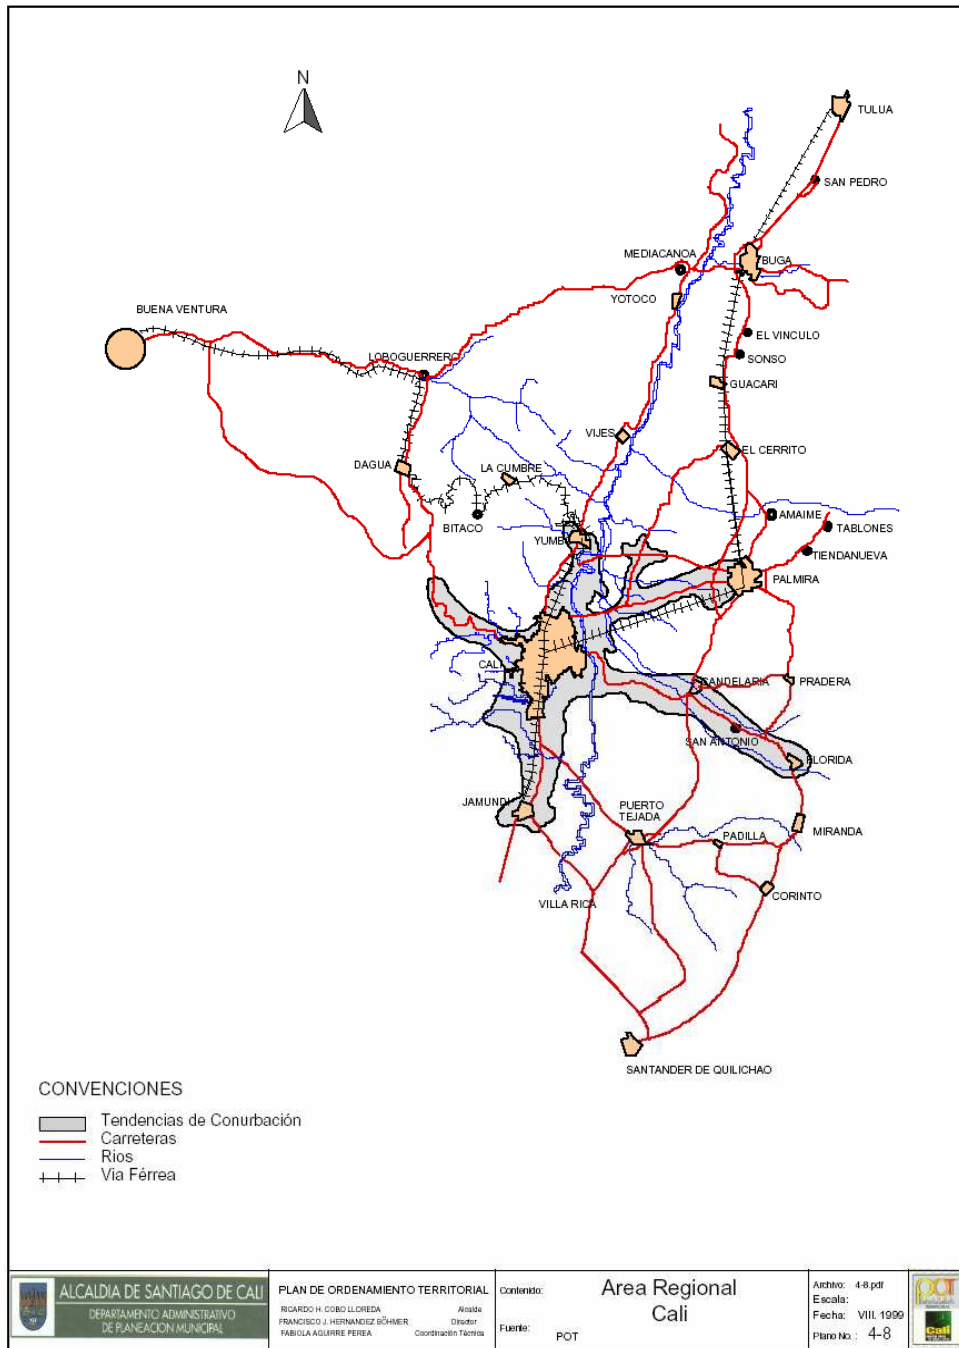 N
TULUA
SAN PEDRO
MEDIACANOA
BUGA
YOTOCO
BUENA VENTURA
EL VINCULO
LOBOGUERRERO
SONSO
GUACARI
VIJES
EL CERRITO
DAGUA
LA CUMBRE
BITACO
AMAIME
TABLONES
YUMB
TIENDANUEVA
PALMIRA
CALI
CANDELARIA
PRADERA
SAN ANTONIO
FLORIDA
JAMUNDI
PUERTO
TEJADA
MIRANDA
PADILLA
CORINTO
VILLA RICA
SANTANDER DE QUILICHAO
CONVENCIONES
Tendencias de Conurbación
Carreteras
Rios
Via Férrea
ALCALDIA DE SANTIAGO DE CALI
DEPARTAMENTO ADMINISTRATIVO
DE PLANEACION MUNICIPAL
PLAN DE ORDENAMIENTO TERRITORIAL
RICARDO H. COBO LLOREDA Alcalde
FRANCISCO J. HERNANDEZ BÖHMER Director
FABIOLA AGUIRRE PEREA Coordinación Técnica
Contenido:
Area Regional
Cali
Fuente:
POT
Archivo: 4-8.pdf
Escala:
Fecha: VIII. 1999
Plano No. : 4-8
pot
Cali